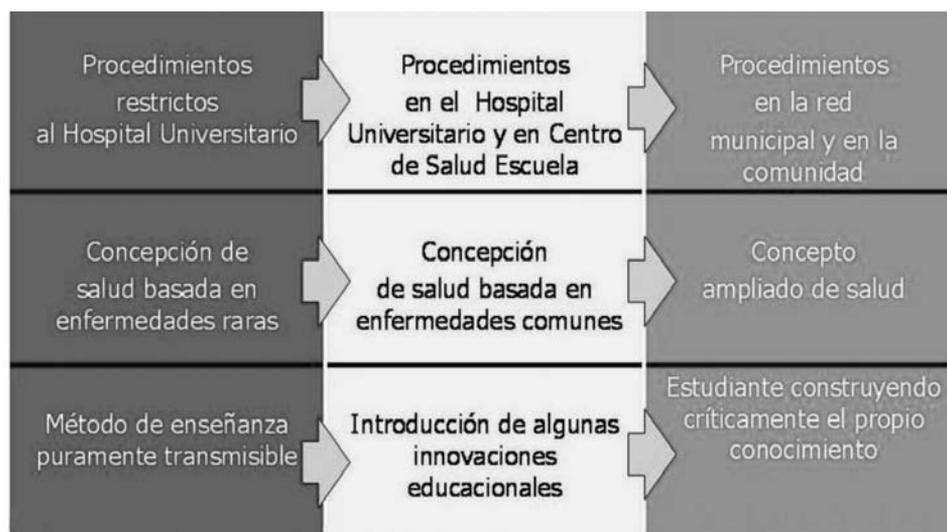 Procedimientos
restrictos
al Hospital Universitario
Procedimientos
en el Hospital
Universitario y en Centro
de Salud Escuela
Procedimientos
en la red
municipal y en la
comunidad
Concepción de
salud basada en
enfermedades raras
Concepción
de salud basada en
enfermedades comunes
Concepto
ampliado de salud
Método de enseñanza
puramente transmisible
Introducción de algunas
innovaciones
educacionales
Estudiante construyendo
críticamente el propio
conocimiento